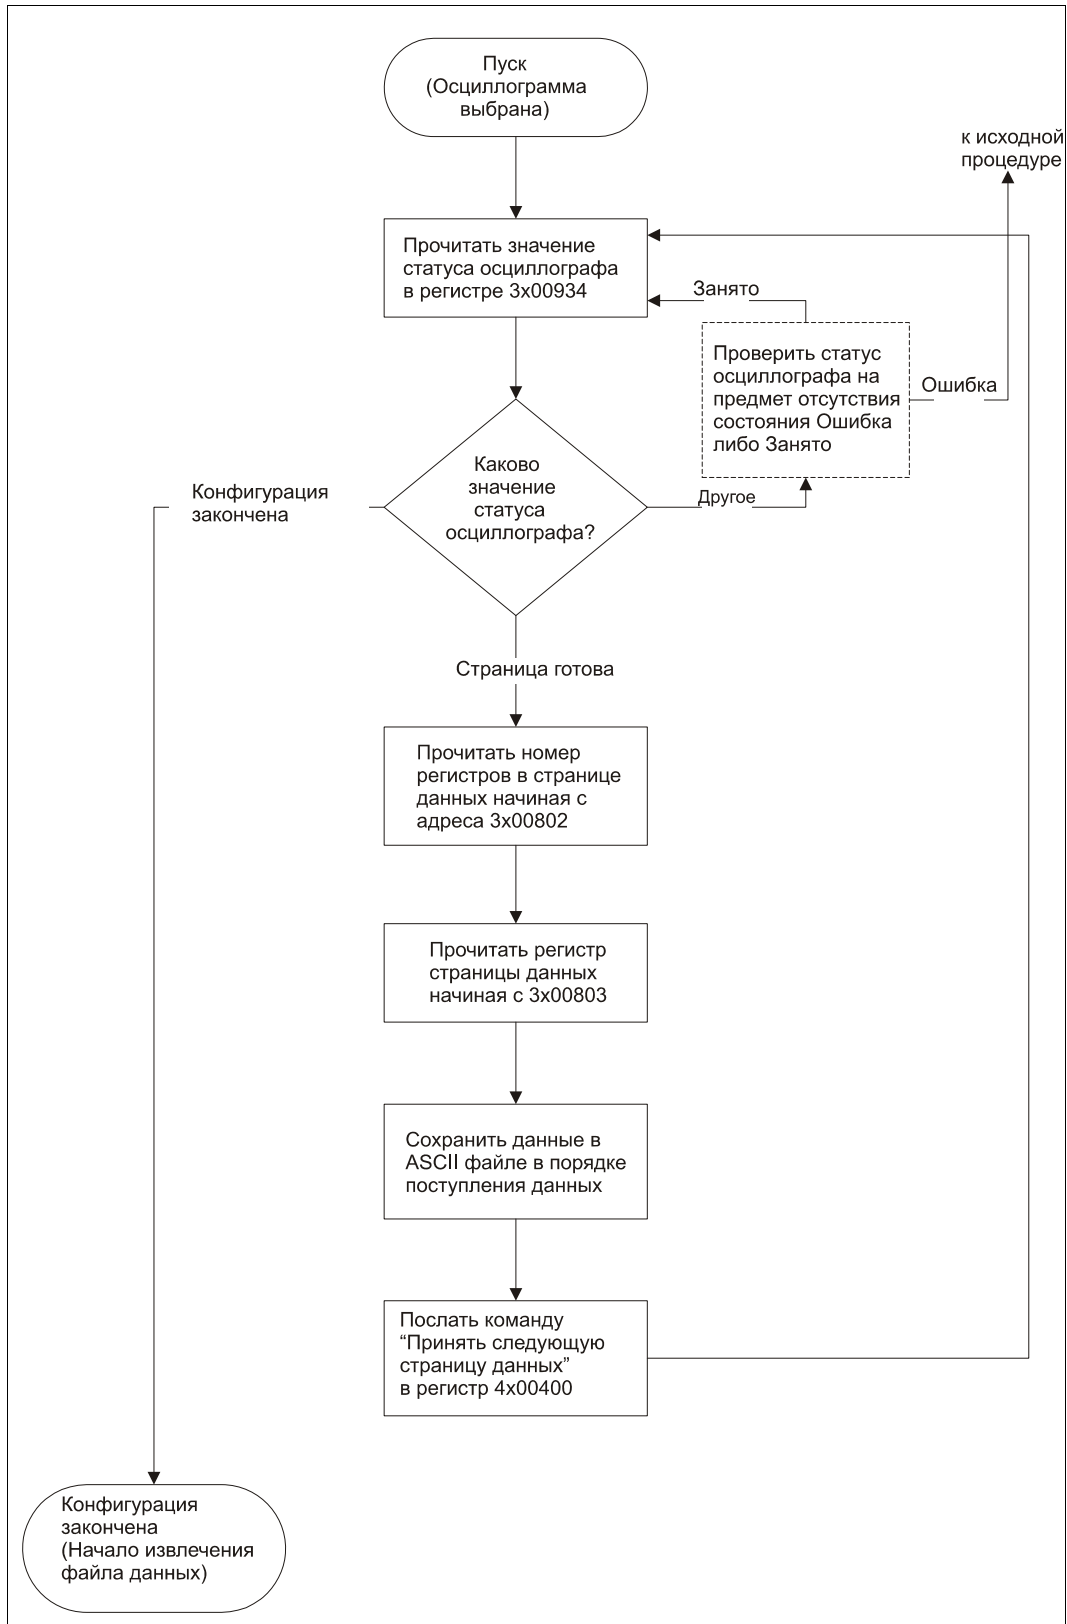 Пуск
(Осциллограмма
выбрана)
к исходной
процедуре
Прочитать значение
статуса осциллографа
в регистре 3x00934
Занято
Проверить статус
осциллографа на
предмет отсутствия
состояния Ошибка
либо Занято
Ошибка
Каково
значение
статуса
осциллографа?
Конфигурация
закончена
Другое
Страница готова
Прочитать номер
регистров в странице
данных начиная с
адреса 3x00802
Прочитать регистр
страницы данных
начиная с 3x00803
Сохранить данные в
ASCII файле в порядке
поступления данных
Послать команду
“Принять следующую
страницу данных”
в регистр 4x00400
Конфигурация
закончена
(Начало извлечения
файла данных)